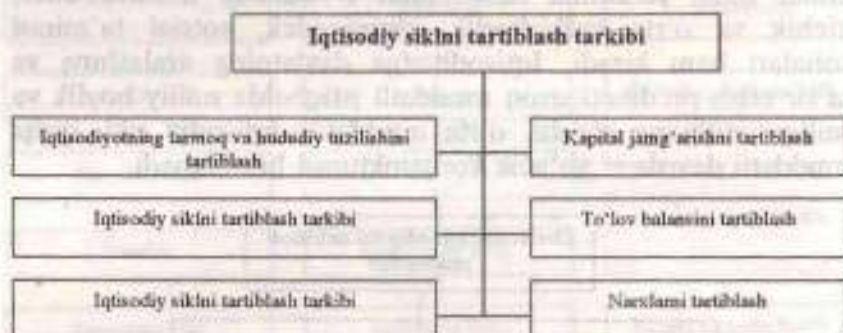 Iqtisodiy siklni tartiblash tarkibi
Iqtisodiyotning tarmoq va hududiy tuzilishini
tartiblash
Kapital jamg'arishni tartiblash
Iqtisodiy siklni tartiblash tarkibi
To'lov balansini tartiblash
Iqtisodiy siklni tartiblash tarkibi
Narxlarni tartiblash